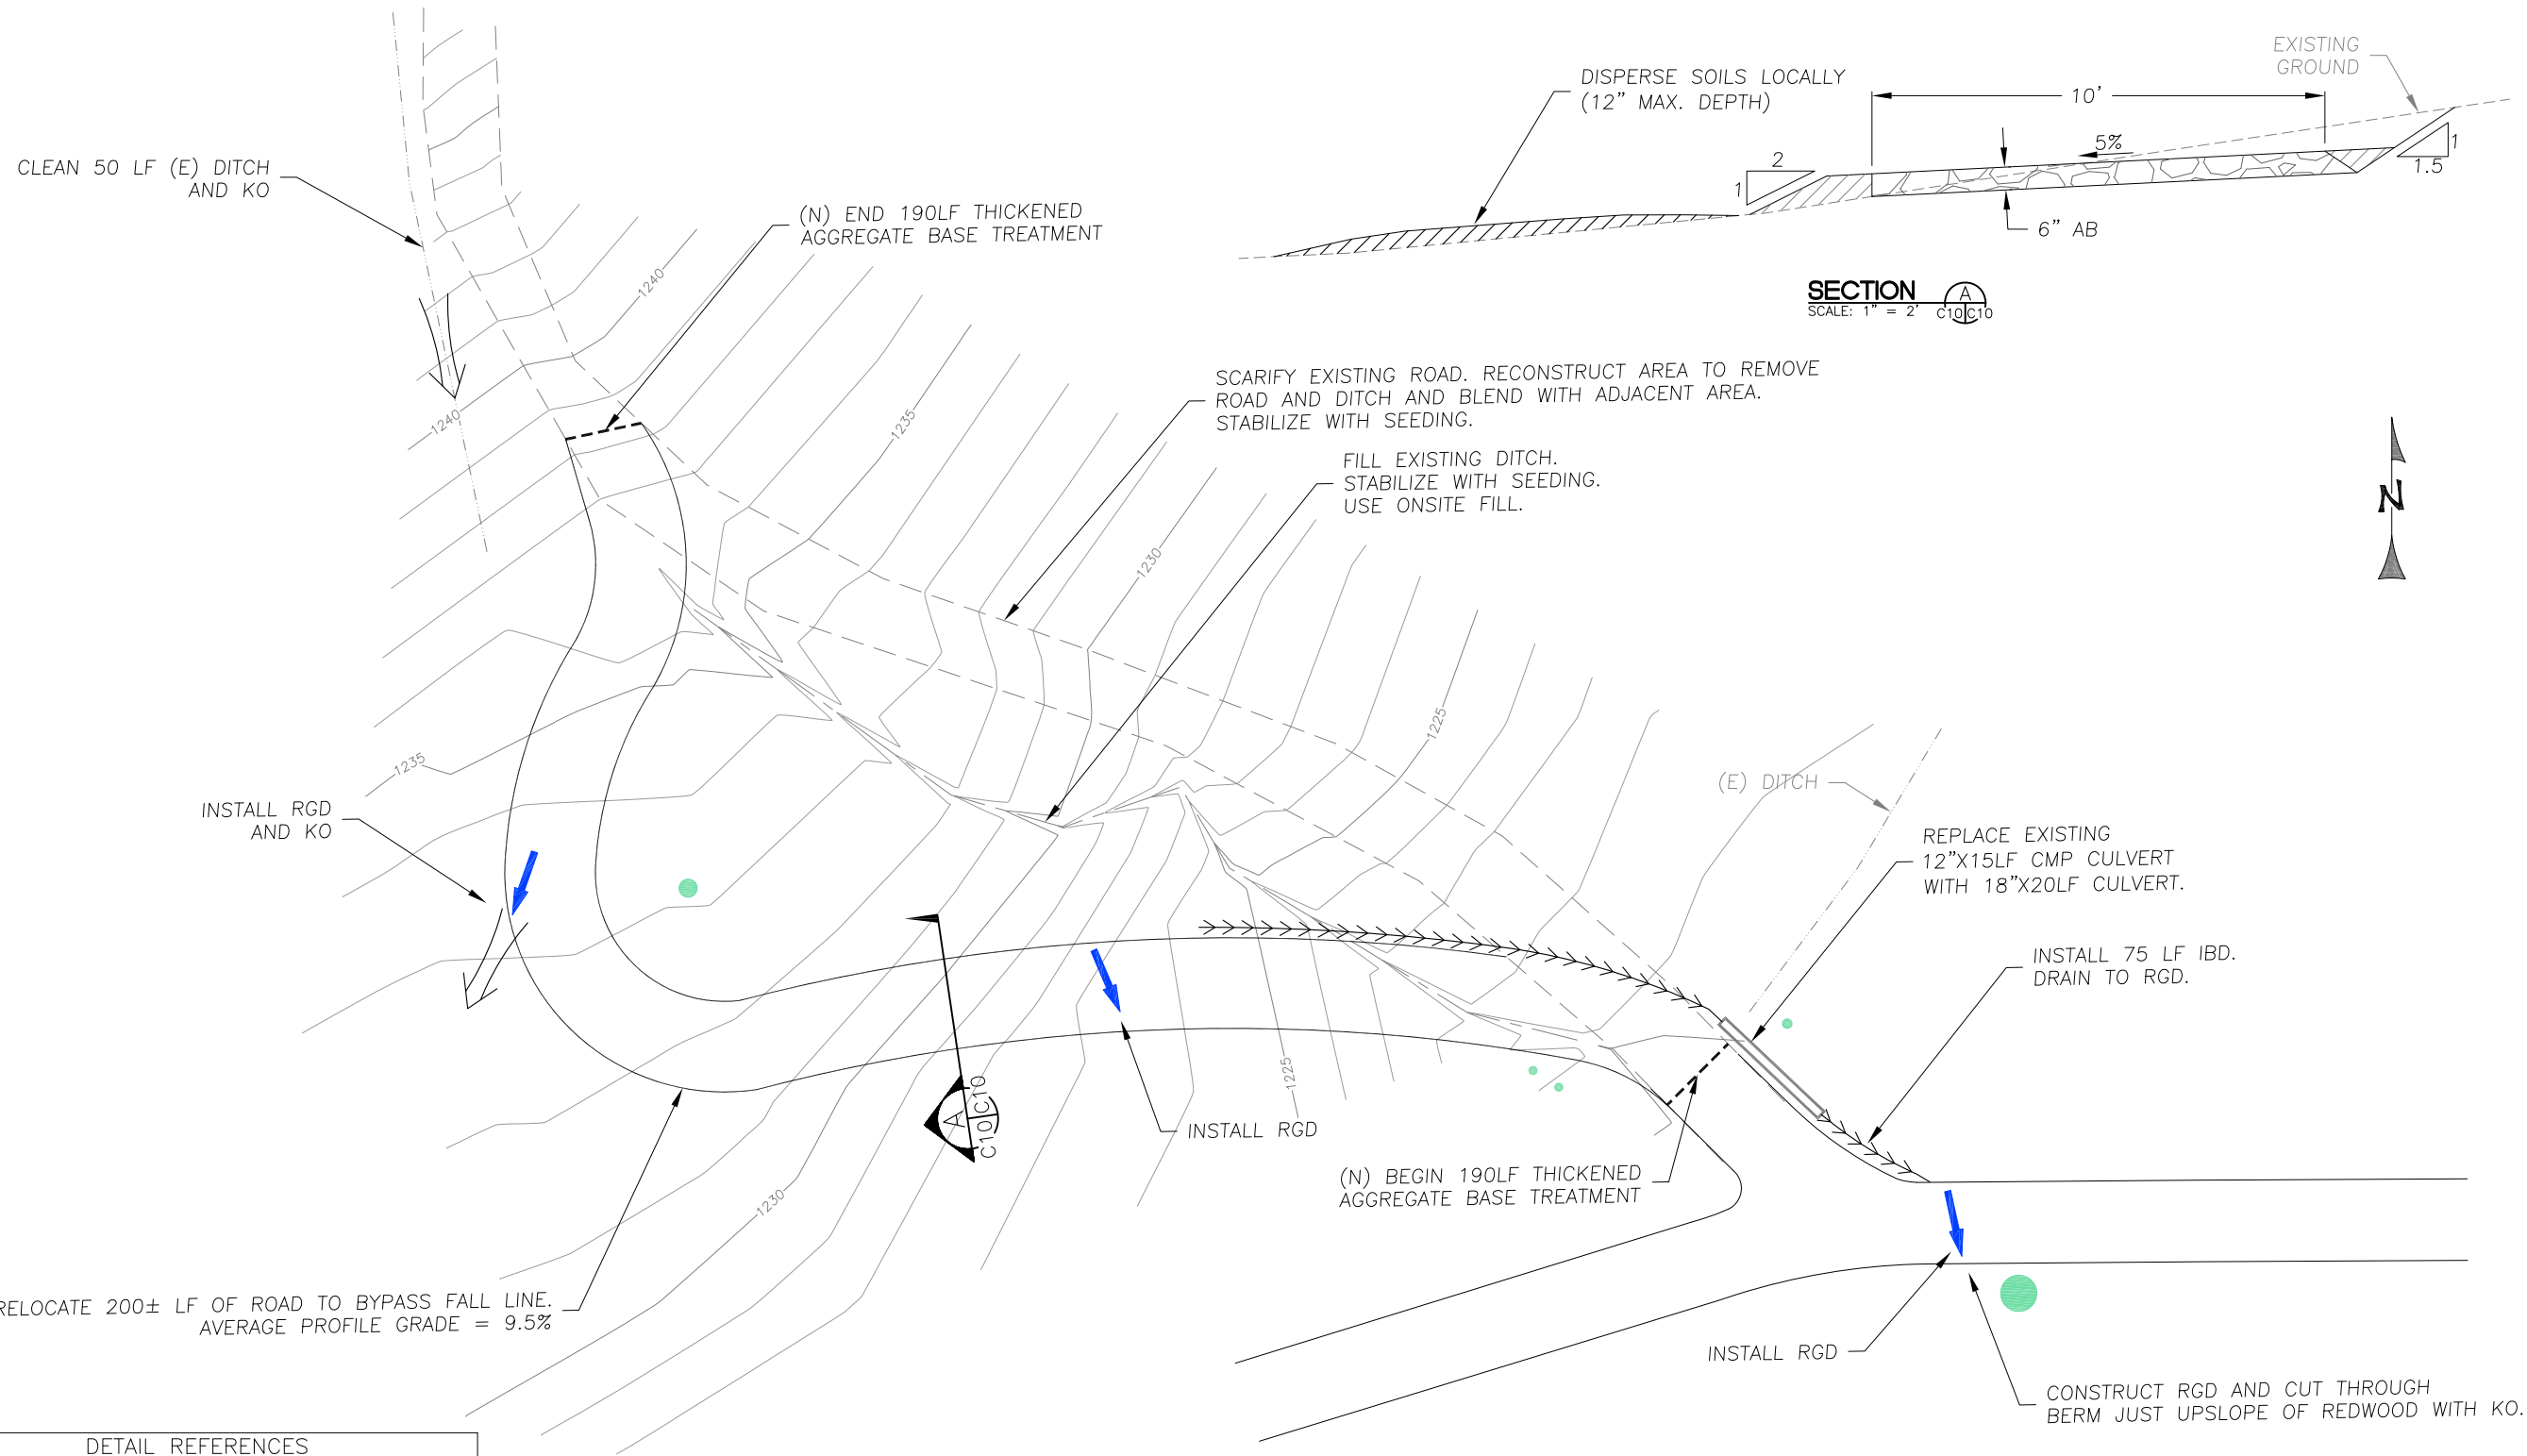 EXISTING
GROUND
DISPERSE SOILS LOCALLY
(12” MAX. DEPTH)
10'
5%
2
1
1
1.5
6” AB
SECTION
A
SCALE: 1” = 2'
C10
C10
CLEAN 50 LF (E) DITCH
AND KO
(N) END 190LF THICKENED
AGGREGATE BASE TREATMENT
1240
1240
1235
SCARIFY EXISTING ROAD. RECONSTRUCT AREA TO REMOVE
ROAD AND DITCH AND BLEND WITH ADJACENT AREA.
STABILIZE WITH SEEDING.
FILL EXISTING DITCH.
STABILIZE WITH SEEDING.
USE ONSITE FILL.
N
1230
1225
1235
(E) DITCH
INSTALL RGD
AND KO
REPLACE EXISTING
12”X15LF CMP CULVERT
WITH 18”X20LF CULVERT.
INSTALL 75 LF IBD.
DRAIN TO RGD.
1225
A
C10
C10
INSTALL RGD
(N) BEGIN 190LF THICKENED
AGGREGATE BASE TREATMENT
1230
RELOCATE 200± LF OF ROAD TO BYPASS FALL LINE.
AVERAGE PROFILE GRADE = 9.5%
INSTALL RGD
CONSTRUCT RGD AND CUT THROUGH
BERM JUST UPSLOPE OF REDWOOD WITH KO.
DETAIL REFERENCES